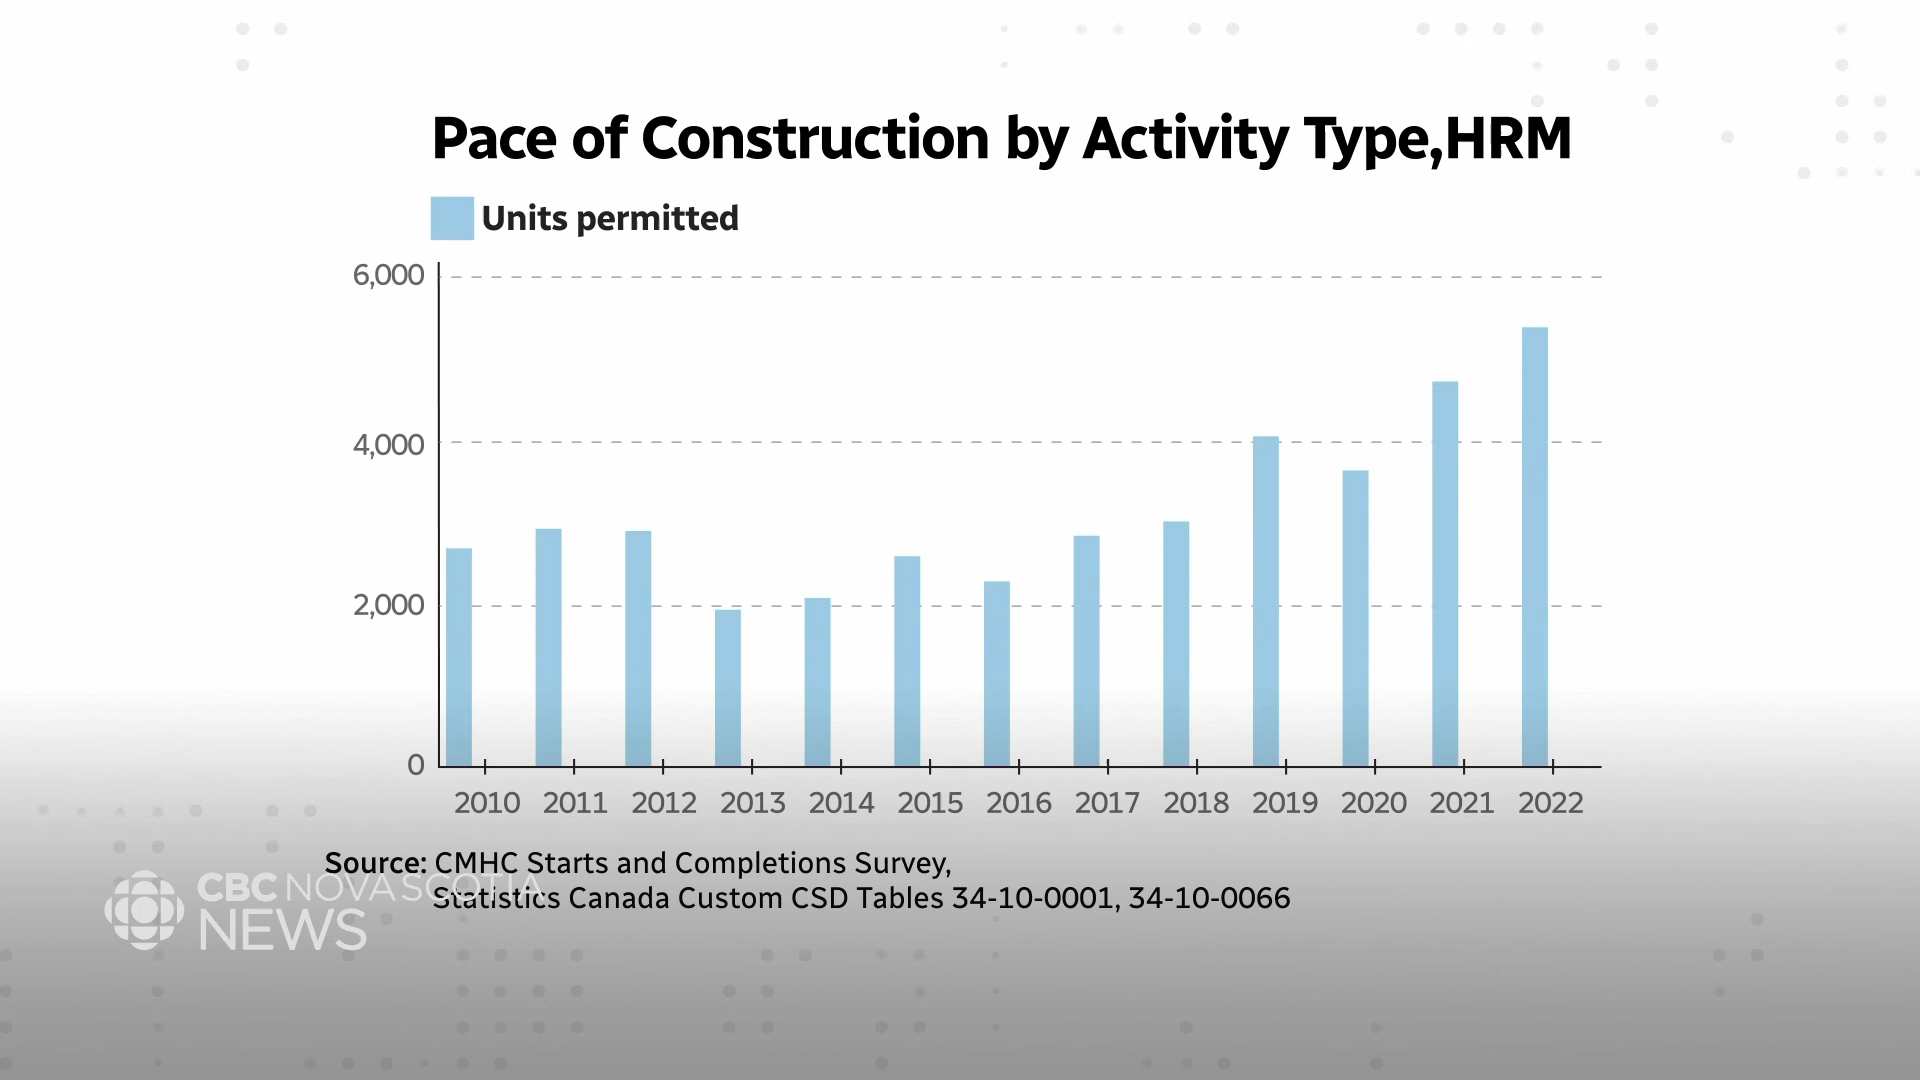 Pace of Construction by Activity Type,HRM
Units permitted
6,000
4,000
2,000
0
2010 2011 2012 2013 2014 2015 2016 2017 2018 2019 2020 2021 2022
Source: CMHC Starts and Completions Survey,
Statistics Canada Custom CSD Tables 34-10-0001, 34-10-0066
CBC NOVA SCOTIA
NEWS